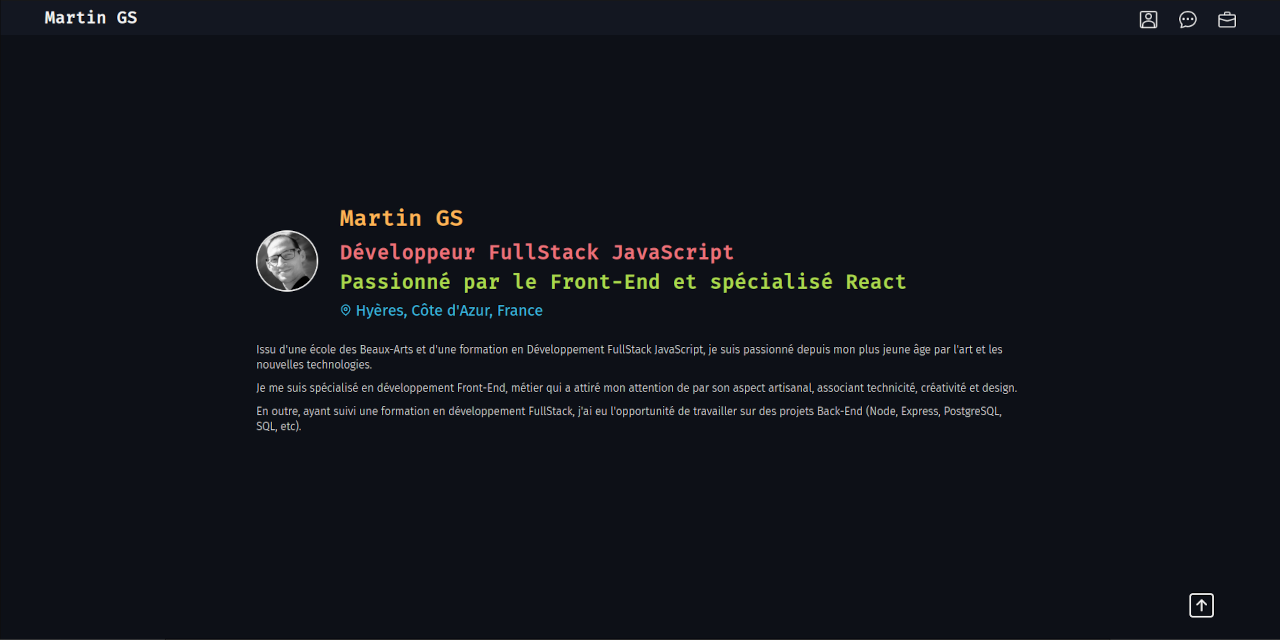 Martin GS
Martin GS
Développeur FullStack JavaScript
Passionné par le Front-End et spécialisé React
Hyères, Côte d'Azur, France
Issu d'une école des Beaux-Arts et d'une formation en Développement FullStack JavaScript, je suis passionné depuis mon plus jeune âge par l'art et les
nouvelles technologies.
Je me suis spécialisé en développement Front-End, métier qui a attiré mon attention de par son aspect artisanal, associant technicité, créativité et design.
En outre, ayant suivi une formation en développement FullStack, j'ai eu l'opportunité de travailler sur des projets Back-End (Node, Express, PostgreSQL,
SQL, etc).